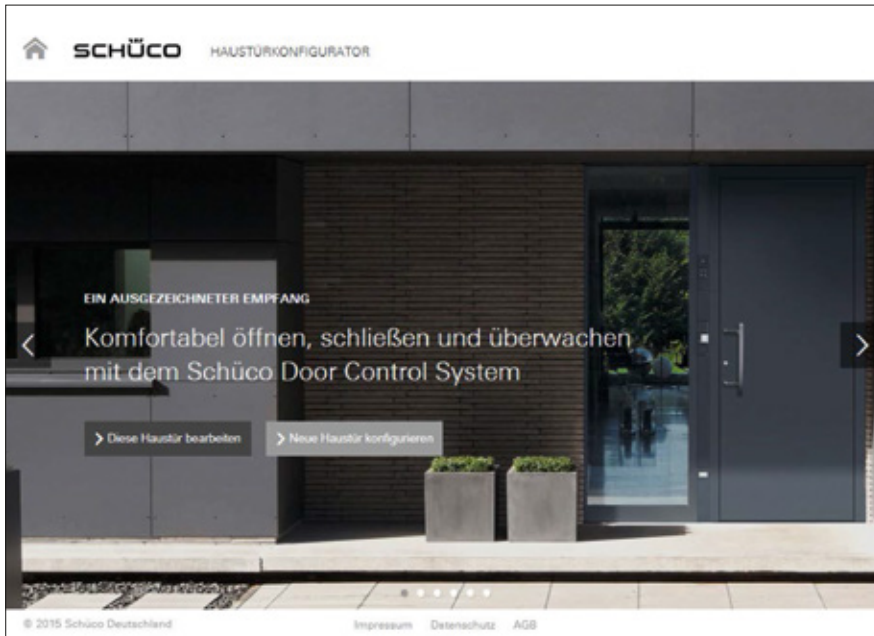 SCHÜCO HAUSTÜRKONFIGURATOR
EIN AUSGEZEICHNETER EMPFANG
Komfortabel öffnen, schließen und überwachen
mit dem Schüco Door Control System
Diese Haustür bearbeiten Neue Haustür konfigurieren
© 2015 Schüco Deutschland Impressum Datenschutz AGB